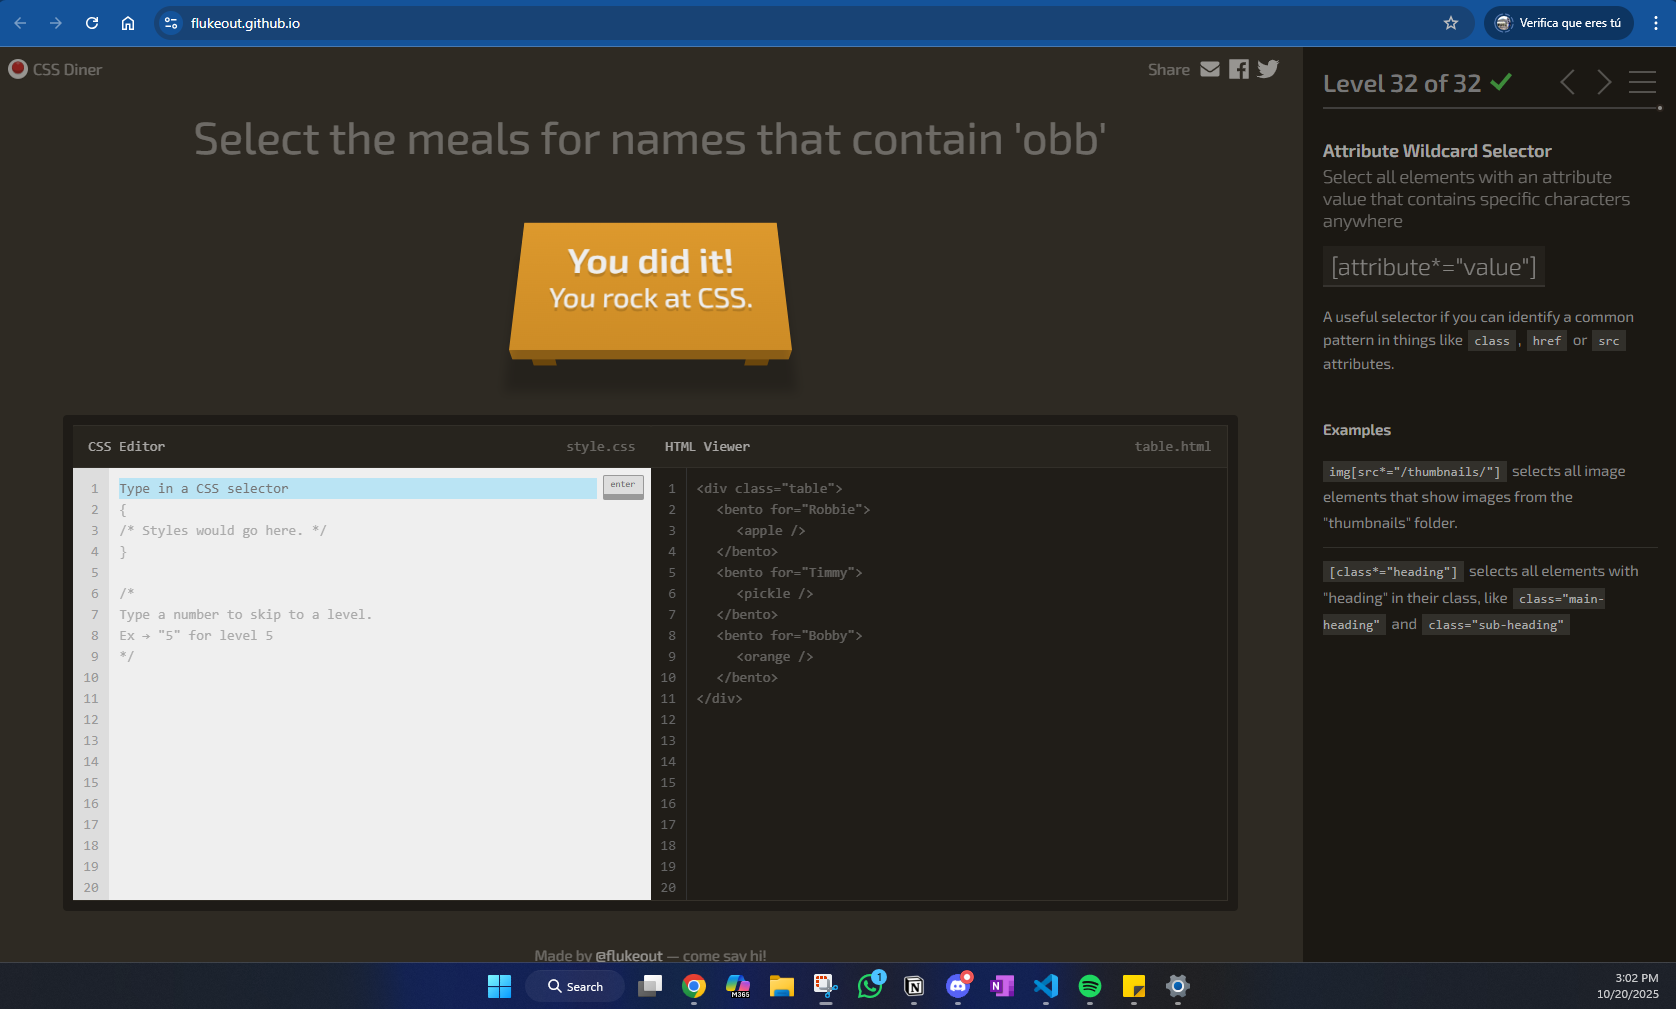 flukeout.github.io
Verifica que eres tú
CSS Diner
Share
Select the meals for names that contain 'obb'
You did it!
You rock at CSS.
CSS Editor
style.css
HTML Viewer
table.html
1 Type in a CSS selector
enter
2 {
3 /* Styles would go here. */
4 }
5
6 /*
7 Type a number to skip to a level.
8 Ex → "5" for level 5
9 */
10
11
12
13
14
15
16
17
18
19
20
1 <div class="table">
2 <bento for="Robbie">
3 <apple />
4 </bento>
5 <bento for="Timmy">
6 <pickle />
7 </bento>
8 <bento for="Bobby">
9 <orange />
10 </bento>
11 </div>
12
13
14
15
16
17
18
19
20
Made by @flukeout — come say hi!
Level 32 of 32
Attribute Wildcard Selector
Select all elements with an attribute
value that contains specific characters
anywhere
[attribute*="value"]
A useful selector if you can identify a common
pattern in things like class , href or src
attributes.
Examples
img[src*="/thumbnails/"] selects all image
elements that show images from the
"thumbnails" folder.
[class*="heading"] selects all elements with
"heading" in their class, like class="main-
heading" and class="sub-heading"
Search
M365
1
N
3:02 PM
10/20/2025